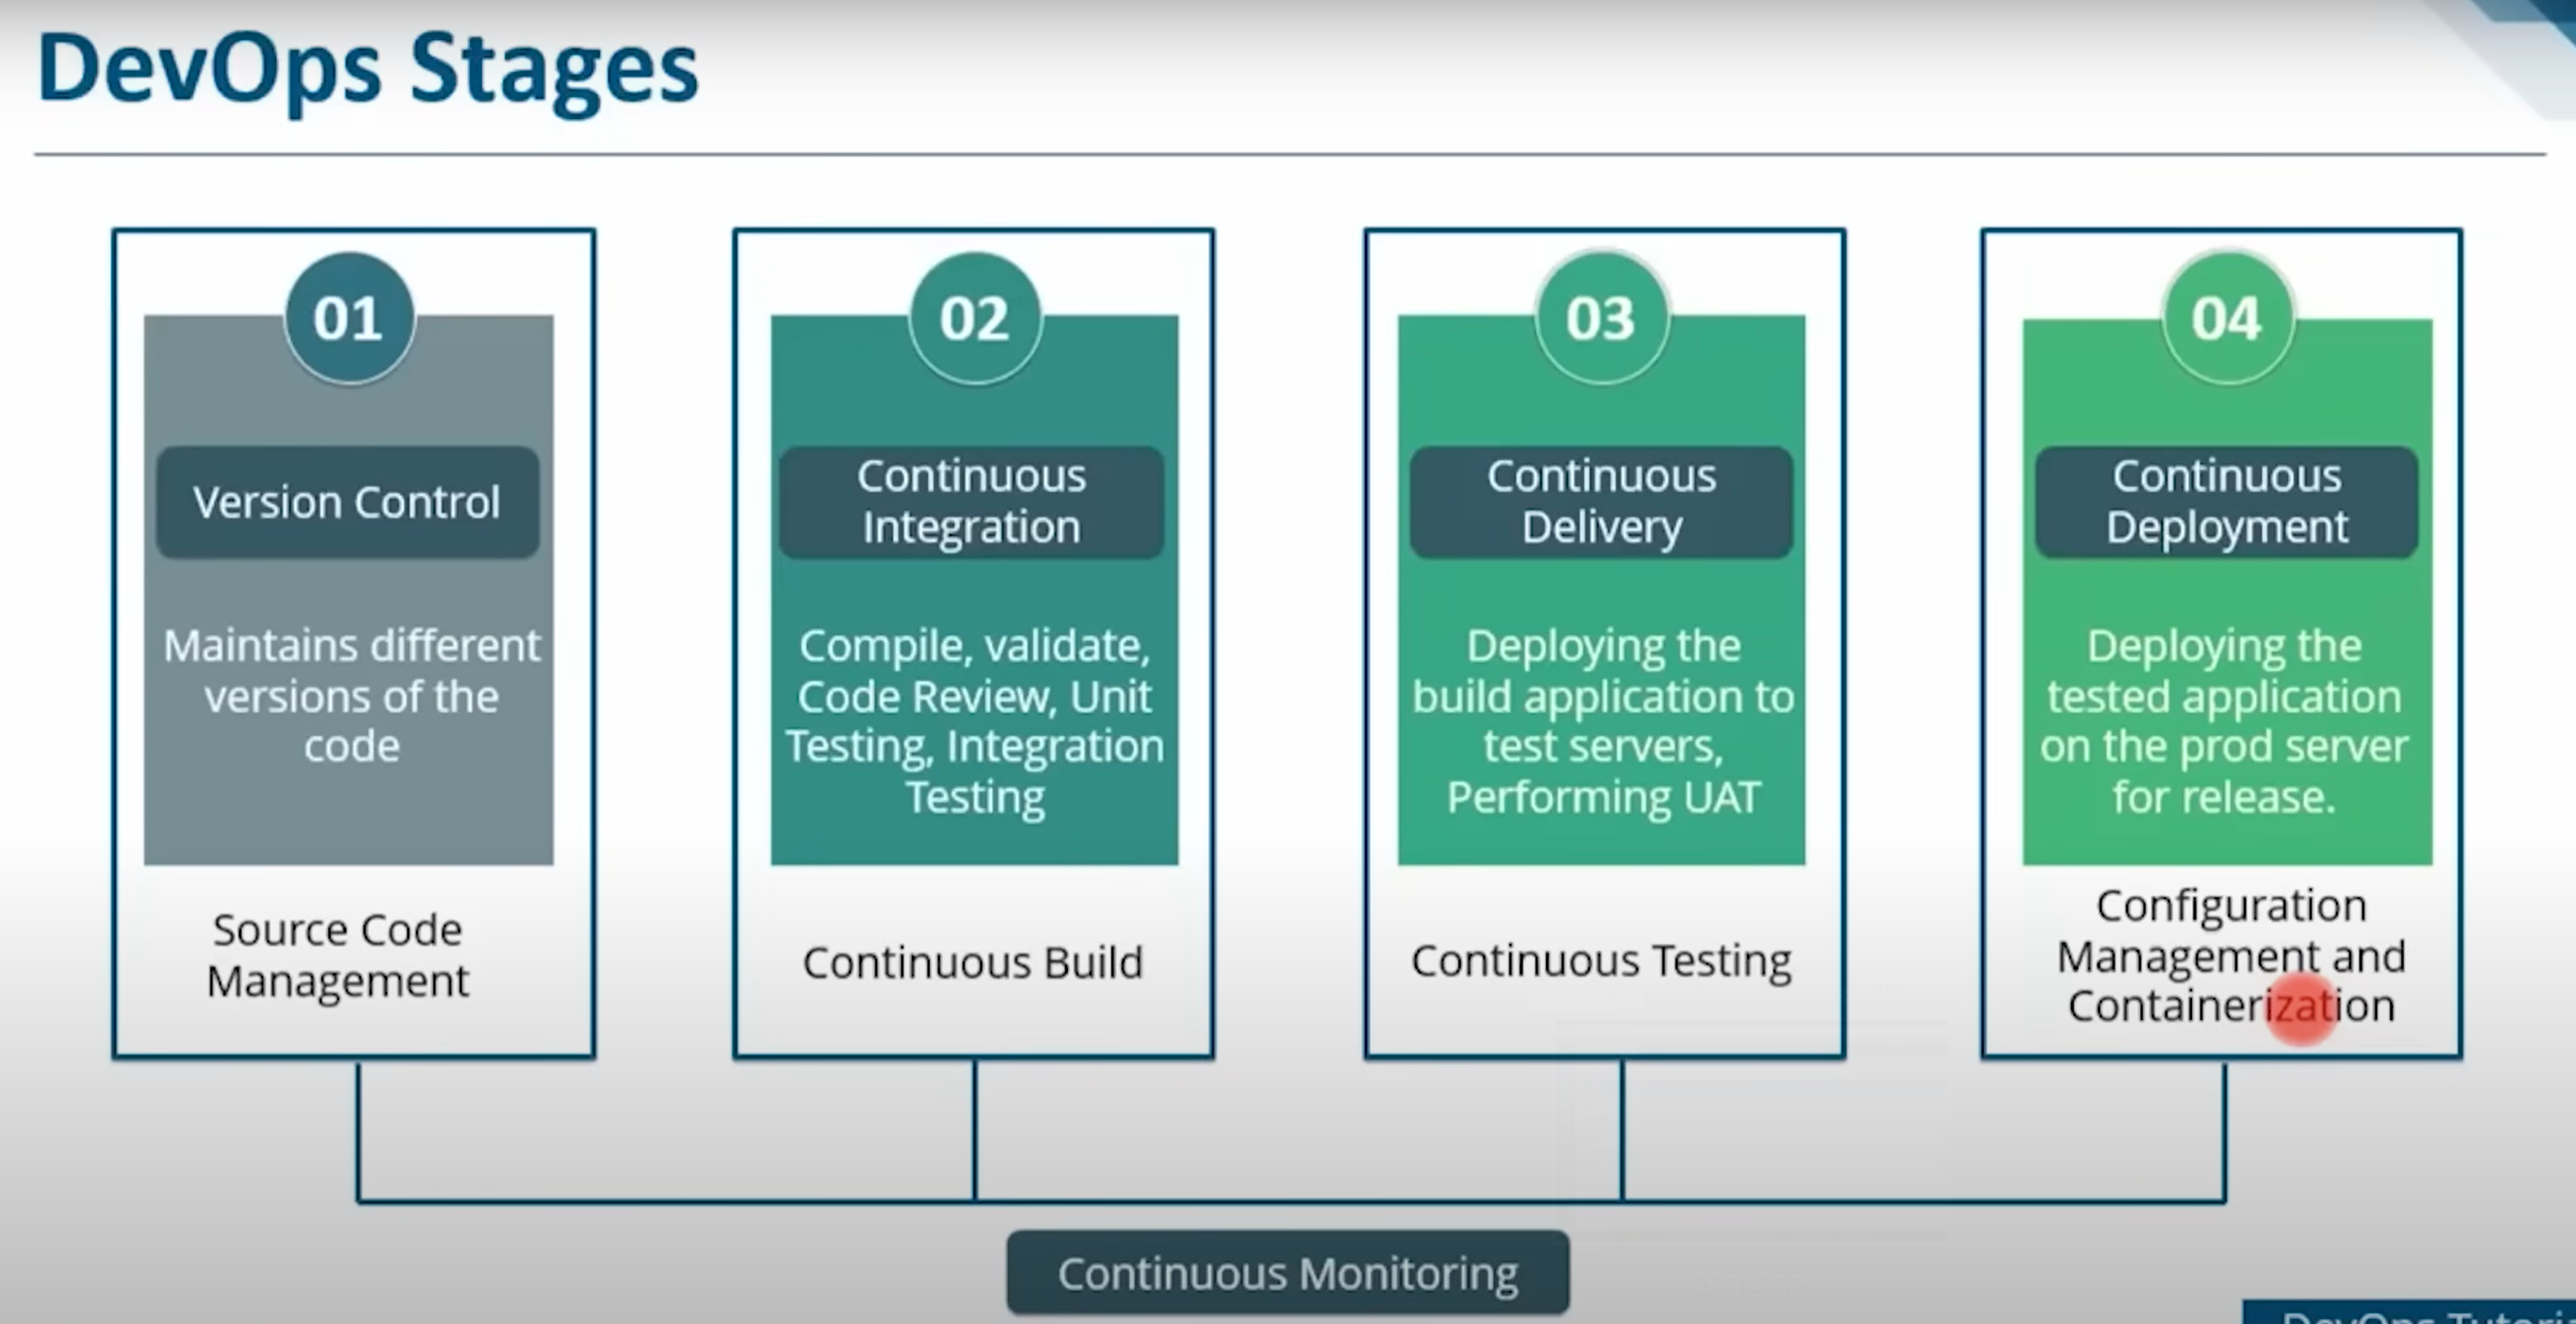 DevOps Stages
01
Version Control
Maintains different
versions of the
code
Source Code
Management
02
Continuous
Integration
Compile, validate,
Code Review, Unit
Testing, Integration
Testing
Continuous Build
03
Continuous
Delivery
Deploying the
build application to
test servers,
Performing UAT
Continuous Testing
04
Continuous
Deployment
Deploying the
tested application
on the prod server
for release.
Configuration
Management and
Containerization
Continuous Monitoring
DevOps